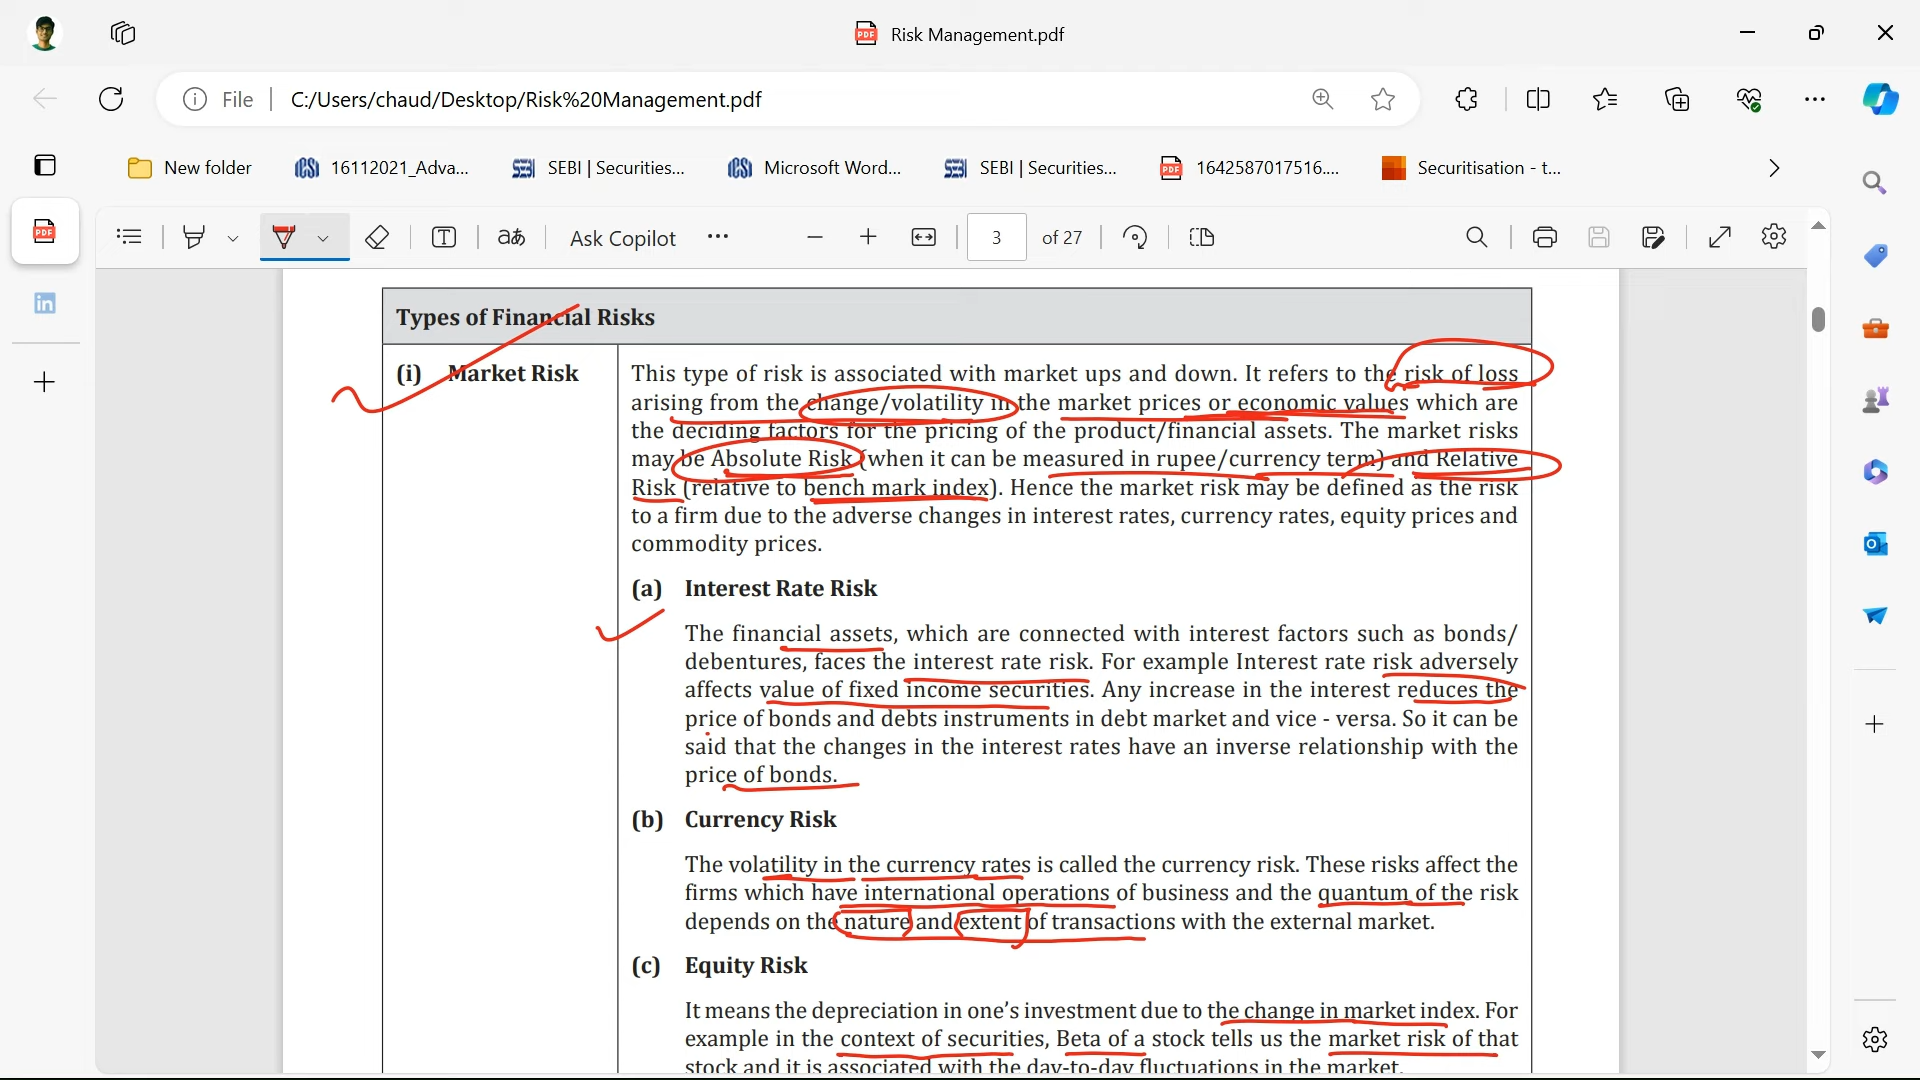 Risk Management.pdf
File
C:/Users/chaud/Desktop/Risk%20Management.pdf
New folder
16112021_Adva...
SEBI | Securities...
Microsoft Word...
SEBI | Securities...
1642587017516....
Securitisation - t...
Ask Copilot
3 of 27
Types of Financial Risks
(i) Market Risk
This type of risk is associated with market ups and down. It refers to the risk of loss
arising from the change/volatility in the market prices or economic values which are
the deciding factors for the pricing of the product/financial assets. The market risks
may be Absolute Risk (when it can be measured in rupee/currency term) and Relative
Risk (relative to bench mark index). Hence the market risk may be defined as the risk
to a firm due to the adverse changes in interest rates, currency rates, equity prices and
commodity prices.
(a) Interest Rate Risk
The financial assets, which are connected with interest factors such as bonds/
debentures, faces the interest rate risk. For example Interest rate risk adversely
affects value of fixed income securities. Any increase in the interest reduces the
price of bonds and debts instruments in debt market and vice - versa. So it can be
said that the changes in the interest rates have an inverse relationship with the
price of bonds.
(b) Currency Risk
The volatility in the currency rates is called the currency risk. These risks affect the
firms which have international operations of business and the quantum of the risk
depends on the nature and extent of transactions with the external market.
(c) Equity Risk
It means the depreciation in one's investment due to the change in market index. For
example in the context of securities, Beta of a stock tells us the market risk of that
stock and it is associated with the day-to-day fluctuations in the market.